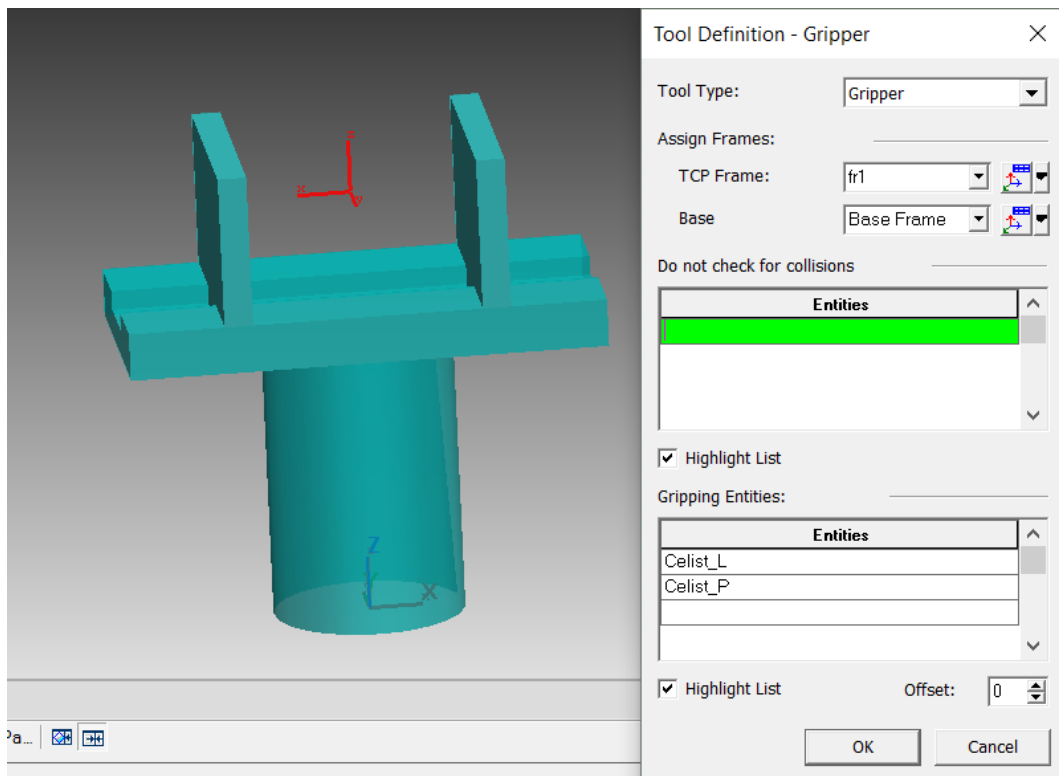 Tool Definition - Gripper
Tool Type:
Gripper
Assign Frames:
TCP Frame:
fr1
Base
Base Frame
Do not check for collisions
Entities
Highlight List
Gripping Entities:
Entities
Celist_L
Celist_P
Highlight List
Offset:
0
OK
Cancel
z
x
y
Z
Y
X
Pa...